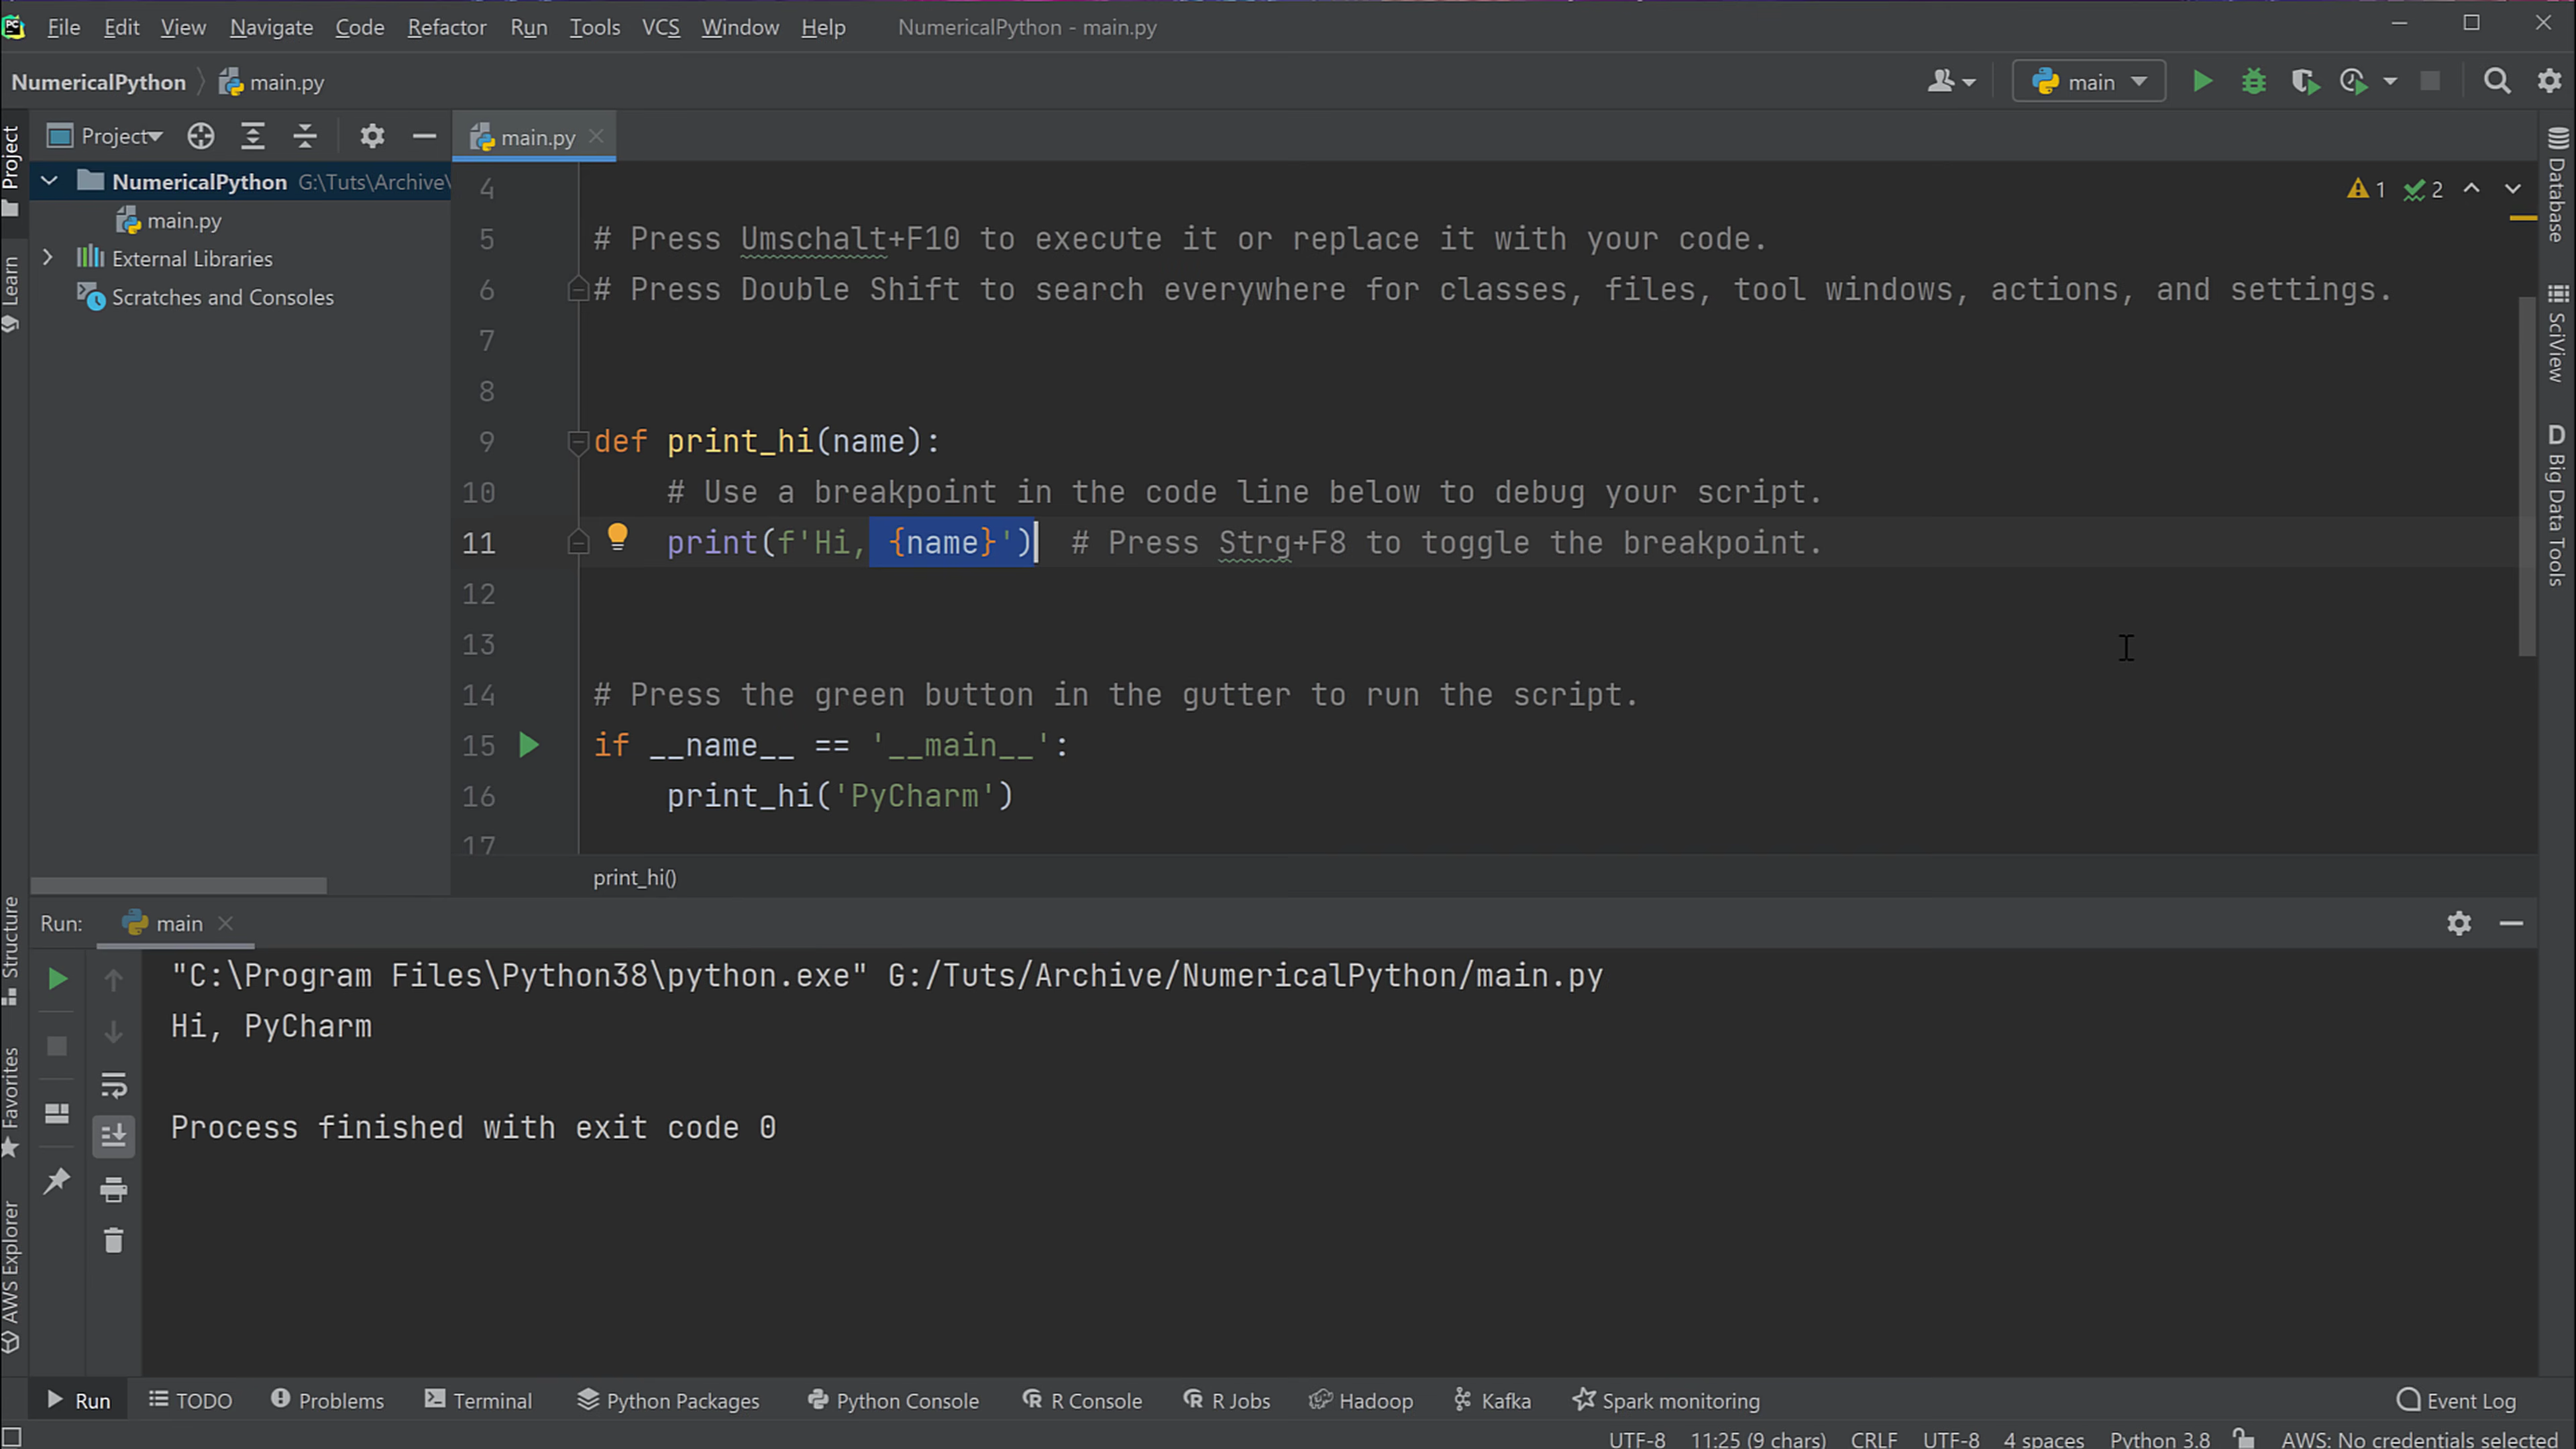 PC File Edit View Navigate Code Refactor Run Tools VCS Window Help NumericalPython - main.py
NumericalPython main.py main
Project main.py
NumericalPython G:\Tuts\Archive\
main.py
External Libraries
Scratches and Consoles
Project
Learn
Structure
Favorites
AWS Explorer
4
1 2
5 # Press Umschalt+F10 to execute it or replace it with your code.
6 # Press Double Shift to search everywhere for classes, files, tool windows, actions, and settings.
7
8
9 def print_hi(name):
10 # Use a breakpoint in the code line below to debug your script.
11 print(f'Hi, {name}') # Press Strg+F8 to toggle the breakpoint.
12
13
14 # Press the green button in the gutter to run the script.
15 if __name__ == '__main__':
16 print_hi('PyCharm')
17
print_hi()
Database
SciView
D Big Data Tools
Run: main
"C:\Program Files\Python38\python.exe" G:/Tuts/Archive/NumericalPython/main.py
Hi, PyCharm
Process finished with exit code 0
Run TODO Problems Terminal Python Packages Python Console R Console R Jobs Hadoop Kafka Spark monitoring Event Log
UTF-8 11:25 (9 chars) CRLF UTF-8 4 spaces Python 3.8 AWS: No credentials selected